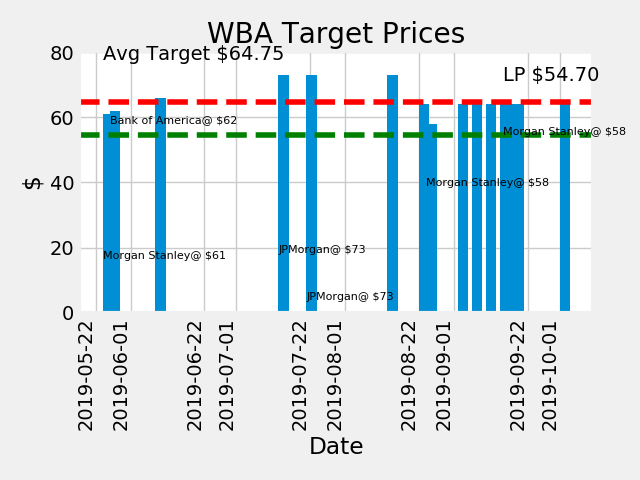 WBA Target Prices
Avg Target $64.75
LP $54.70
80
60
40
20
0
$
Bank of America@ $62
Morgan Stanley@ $58
Morgan Stanley@ $58
Morgan Stanley@ $61
JPMorgan@ $73
JPMorgan@ $73
2019-05-22
2019-06-01
2019-06-22
2019-07-01
2019-07-22
2019-08-01
2019-08-22
2019-09-01
2019-09-22
2019-10-01
Date